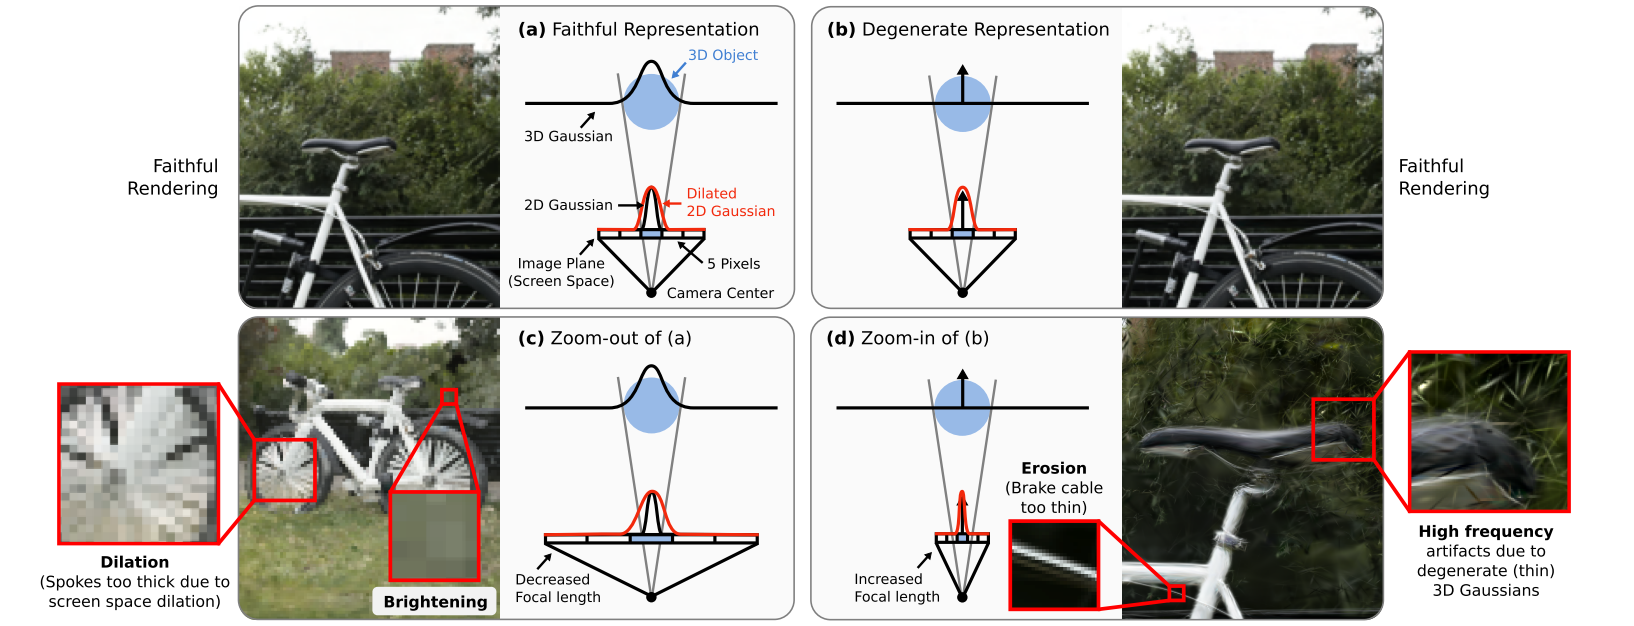 (a) Faithful Representation
3D Object
3D Gaussian
2D Gaussian
Dilated
2D Gaussian
Image Plane
(Screen Space)
5 Pixels
Camera Center
Faithful
Rendering
(b) Degenerate Representation
Faithful
Rendering
(c) Zoom-out of (a)
Decreased
Focal length
Dilation
(Spokes too thick due to
screen space dilation)
Brightening
(d) Zoom-in of (b)
Erosion
(Brake cable
too thin)
Increased
Focal length
High frequency
artifacts due to
degenerate (thin)
3D Gaussians